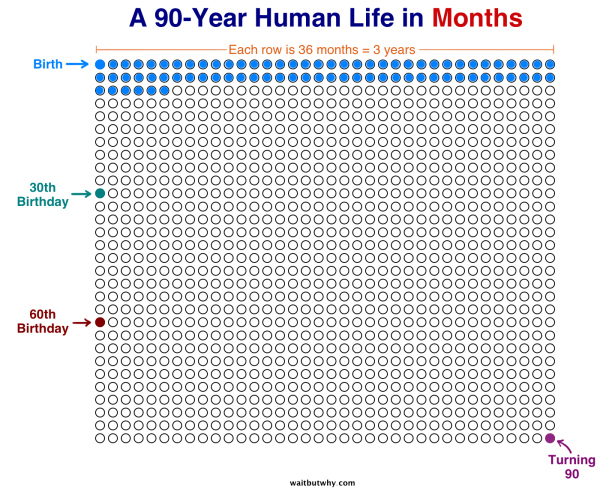 A 90-Year Human Life in Months
Each row is 36 months = 3 years
Birth
30th
Birthday
60th
Birthday
Turning
90
waitbutwhy.com